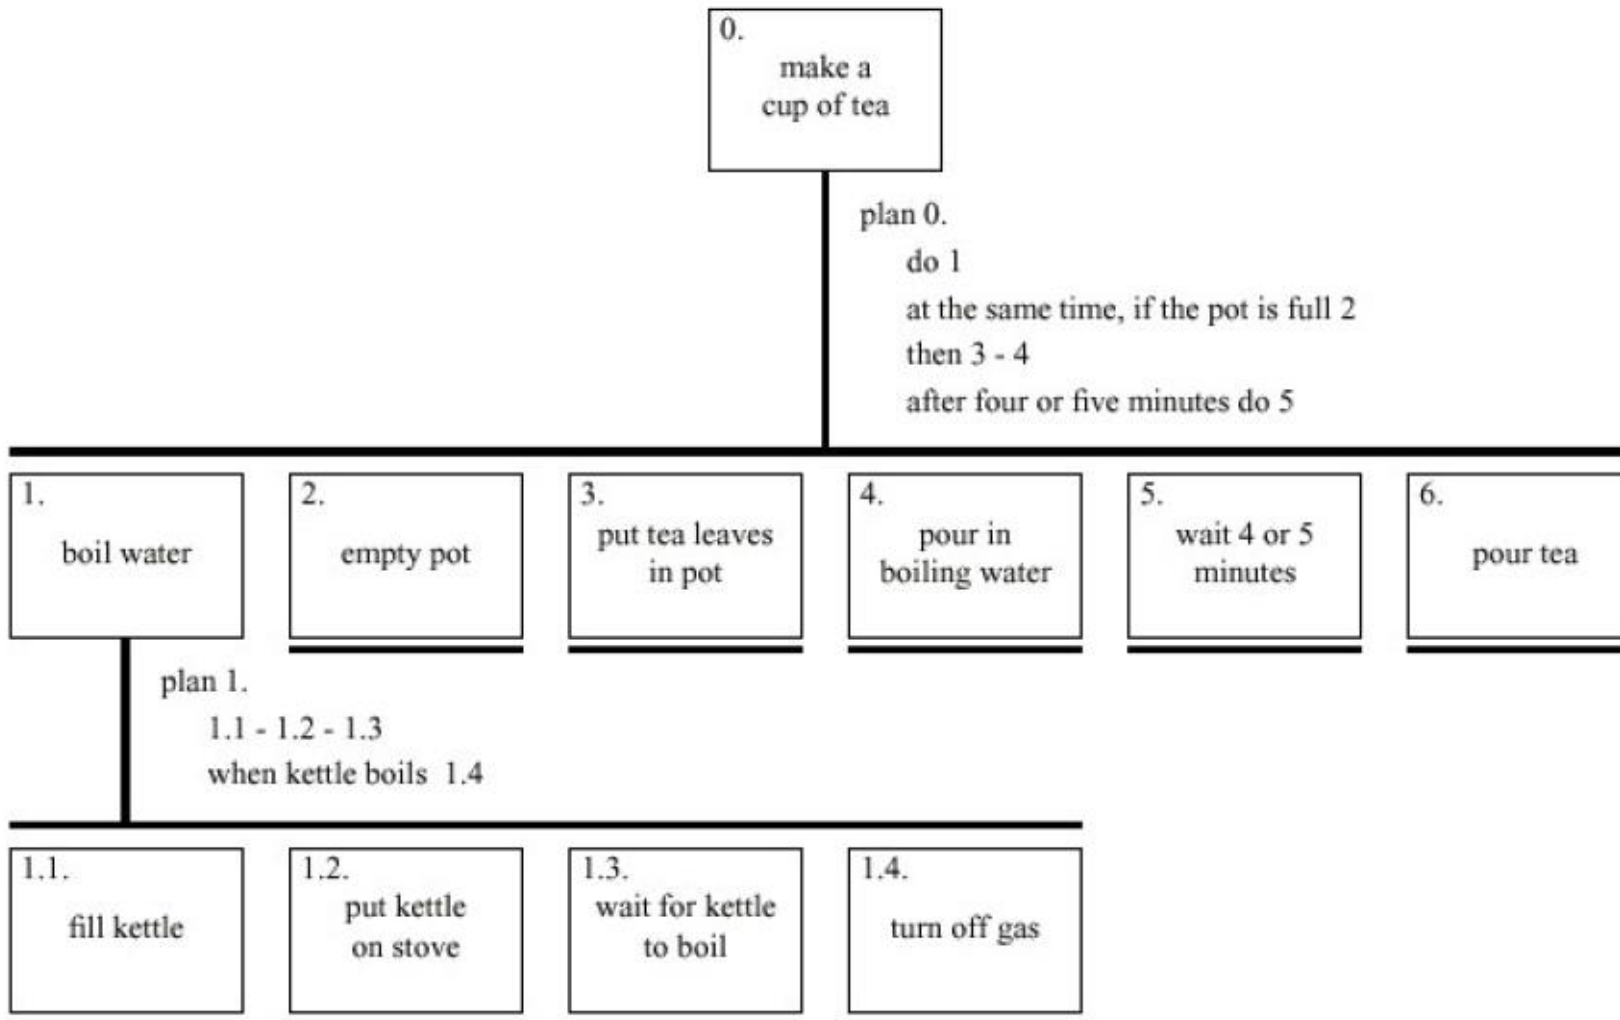 0.
make a
cup of tea
plan 0.
do 1
at the same time, if the pot is full 2
then 3 - 4
after four or five minutes do 5
1.
boil water
2.
empty pot
3.
put tea leaves
in pot
4.
pour in
boiling water
5.
wait 4 or 5
minutes
6.
pour tea
plan 1.
1.1 - 1.2 - 1.3
when kettle boils 1.4
1.1.
fill kettle
1.2.
put kettle
on stove
1.3.
wait for kettle
to boil
1.4.
turn off gas